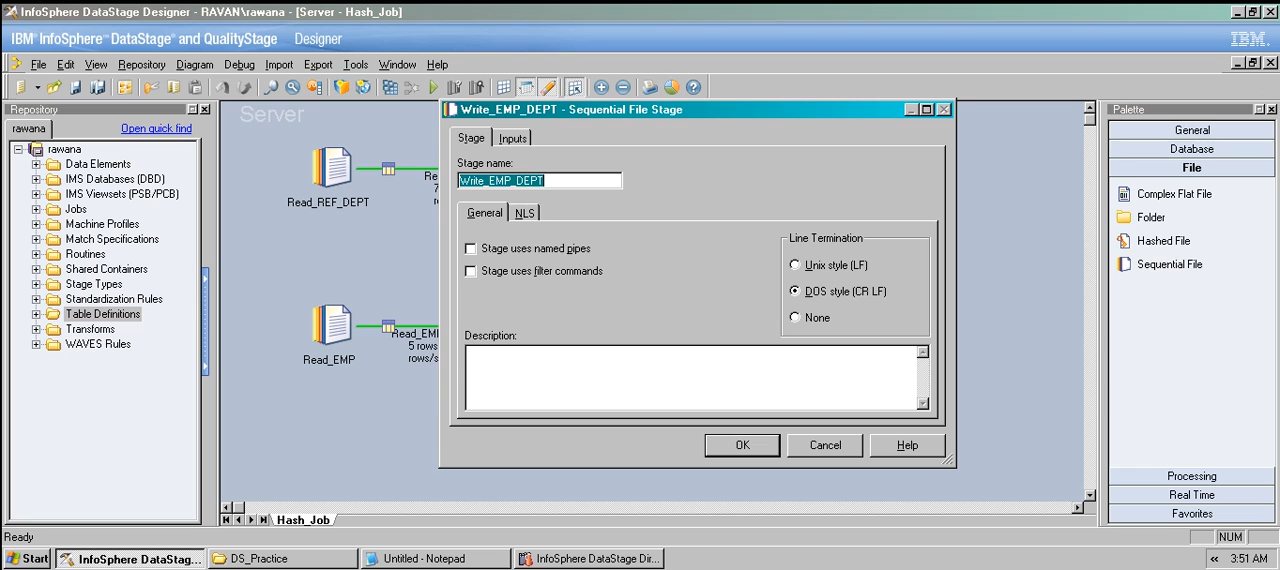 InfoSphere DataStage Designer - RAVAN\rawana - [Server - Hash_Job]
IBM® InfoSphere™ DataStage® and QualityStage Designer
IBM.
File Edit View Repository Diagram Debug Import Export Tools Window Help
Repository
rawana
Open quick find
rawana
Data Elements
IMS Databases (DBD)
IMS Viewsets (PSB/PCB)
Jobs
Machine Profiles
Match Specifications
Routines
Shared Containers
Stage Types
Standardization Rules
Table Definitions
Transforms
WAVES Rules
Server
Read_REF_DEPT
Re
7
r
Read_EMP
Read_EMI
5 rows
rows/s
Hash_Job
Write_EMP_DEPT - Sequential File Stage
Stage Inputs
Stage name:
Write_EMP_DEPT
General NLS
Stage uses named pipes
Stage uses filter commands
Line Termination
Unix style (LF)
DOS style (CR LF)
None
Description:
OK Cancel Help
Palette
General
Database
File
Complex Flat File
Folder
Hashed File
Sequential File
Processing
Real Time
Favorites
Ready
NUM
Start
InfoSphere DataStag...
DS_Practice
Untitled - Notepad
InfoSphere DataStage Dir...
3:51 AM